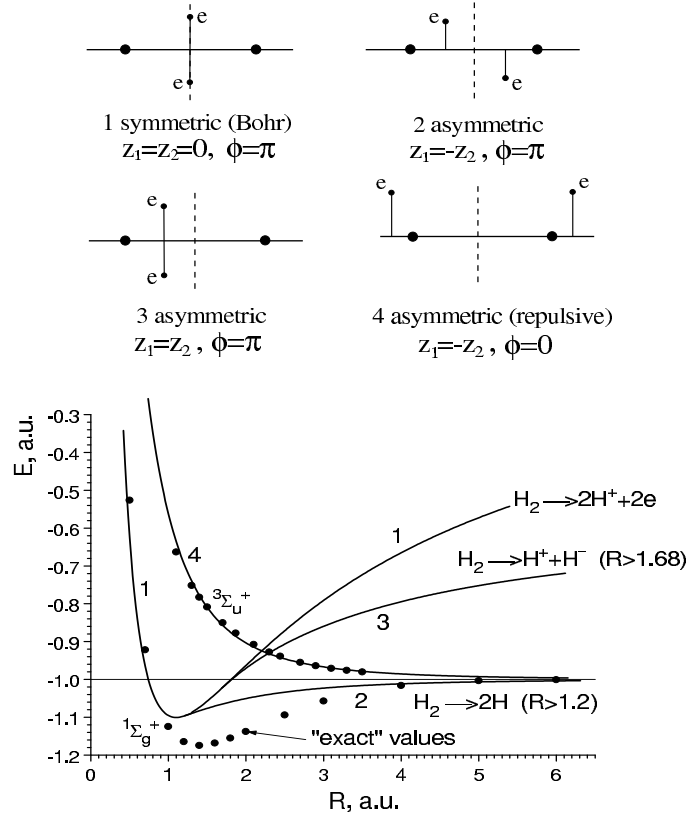 e
e
1 symmetric (Bohr)
z₁=z₂=0, ϕ=π
e
e
2 asymmetric
z₁=-z₂ , ϕ=π
e
e
3 asymmetric
z₁=z₂ , ϕ=π
e
e
4 asymmetric (repulsive)
z₁=-z₂ , ϕ=0
E, a.u.
-0.3
-0.4
-0.5
-0.6
-0.7
-0.8
-0.9
-1.0
-1.1
-1.2
0
1
2
3
4
5
6
R, a.u.
1
4
³Σᵤ⁺
1
H₂→2H⁺+2e
H₂→H⁺+H⁻ (R>1.68)
3
2
H₂→2H (R>1.2)
¹Σg⁺
"exact" values